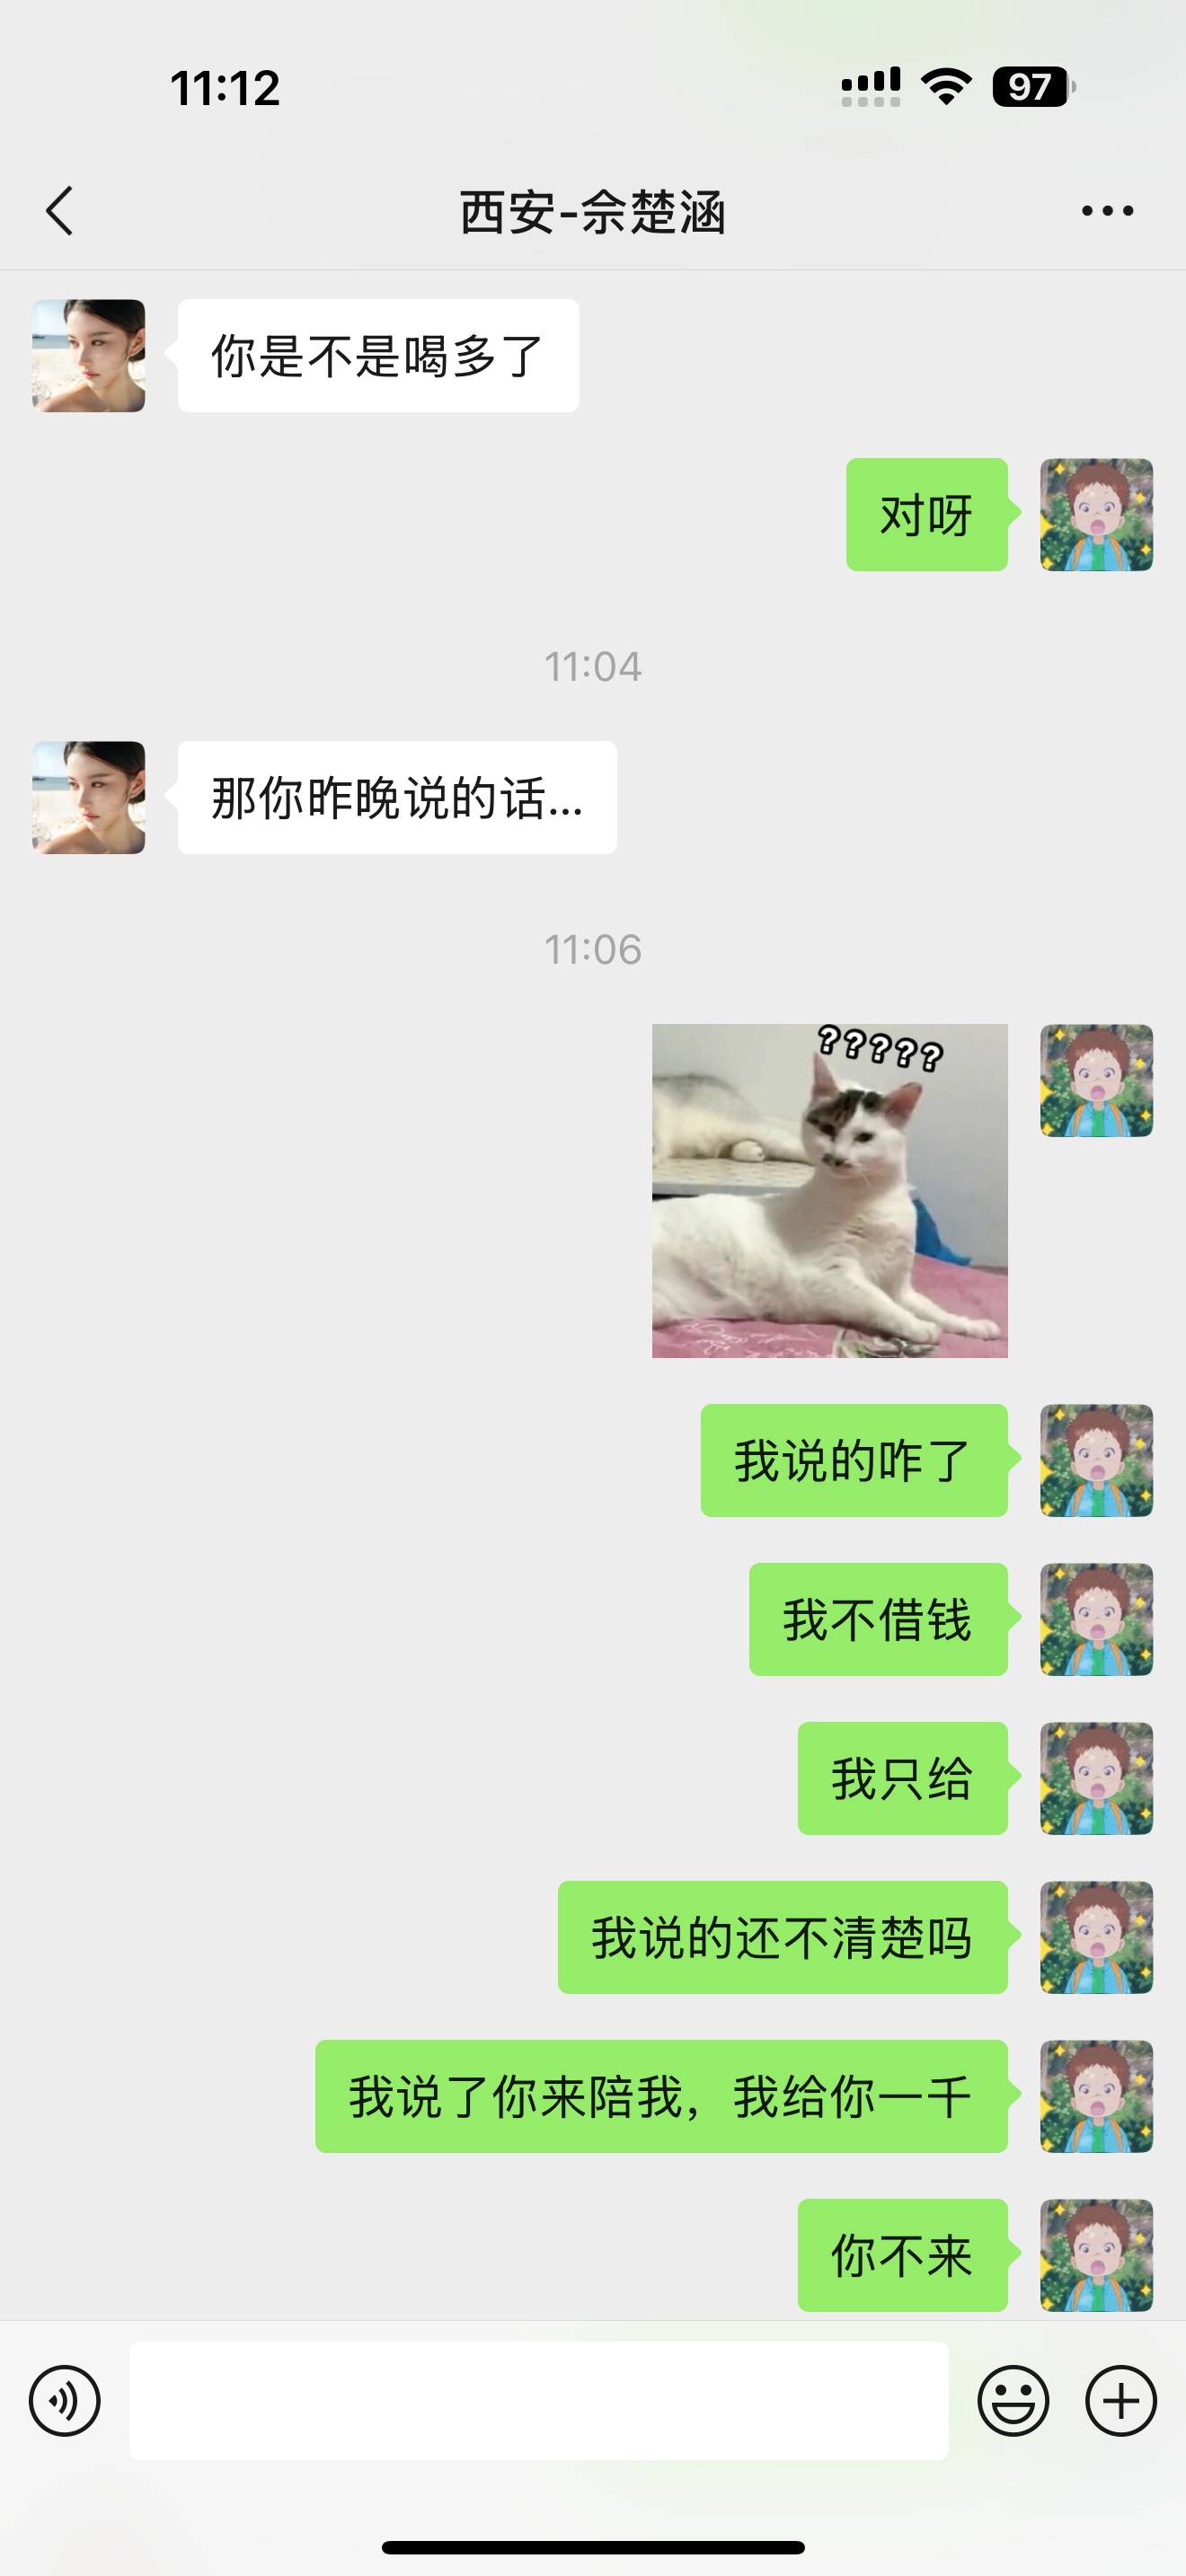 11:12
97
西安-佘楚涵
你是不是喝多了
对呀
11:04
那你昨晚说的话...
11:06
?????
我说的咋了
我不借钱
我只给
我说的还不清楚吗
我说了你来陪我，我给你一千
你不来